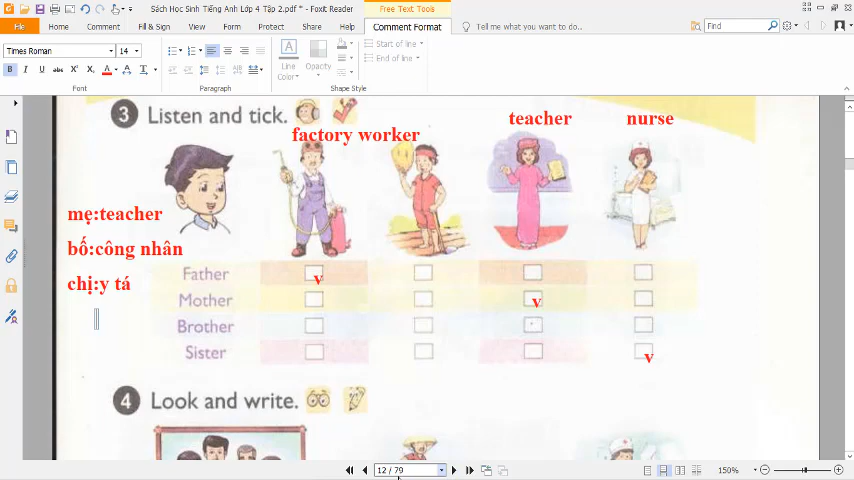 Sách Học Sinh Tiếng Anh Lớp 4 Tập 2.pdf * - Foxit Reader
Free Text Tools
File Home Comment Fill & Sign View Protect Share Help Comment Format Tell me what you want to do.. Find
Times Roman 14
B I U abc X² X₂ A A T
Line Color
Opacity
Start of line
End of line
Font Paragraph Shape Style
3 Listen and tick.
factory worker teacher nurse
mẹ:teacher
bố:công nhân
chị:y tá
Father v
Mother v
Brother
Sister v
4 Look and write.
12 / 79
150%